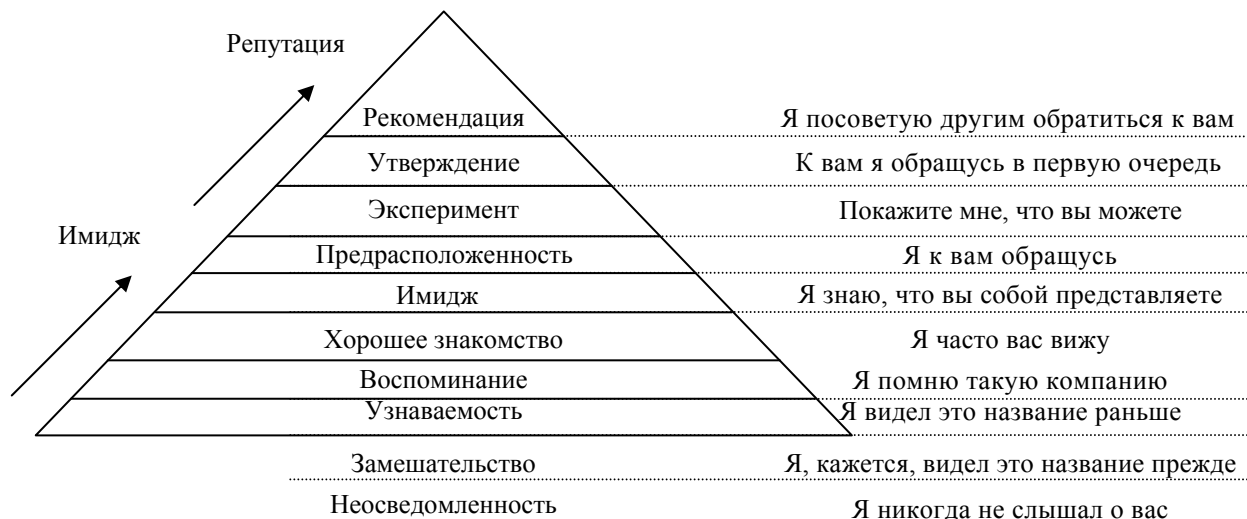 Репутация
Рекомендация Я посоветую другим обратиться к вам
Утверждение К вам я обращусь в первую очередь
Эксперимент Покажите мне, что вы можете
Имидж
Предрасположенность Я к вам обращусь
Имидж Я знаю, что вы собой представляете
Хорошее знакомство Я часто вас вижу
Воспоминание Я помню такую компанию
Узнаваемость Я видел это название раньше
Замешательство Я, кажется, видел это название прежде
Неосведомленность Я никогда не слышал о вас